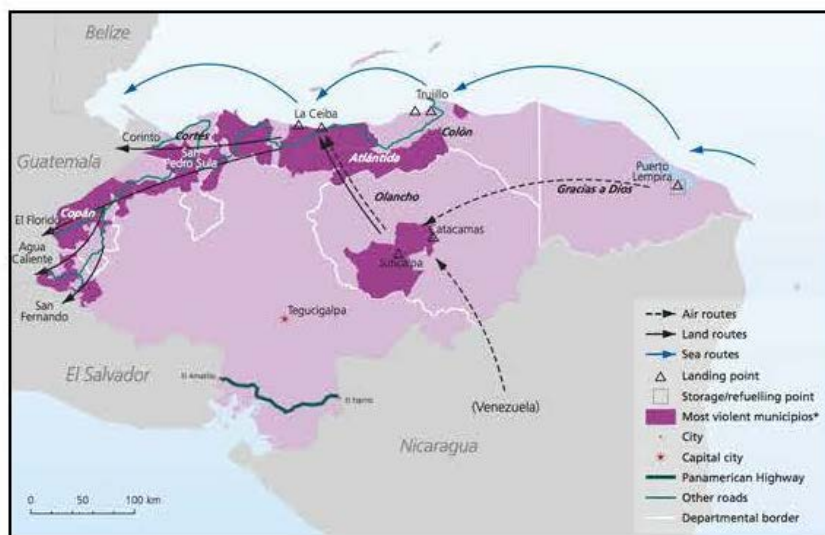 Belize
Trujillo
La Ceiba
Corinto
Cortés
San
Pedro Sula
Colón
Atlántida
Guatemala
Puerto
Lempira
Olancho
Gracias a Dios
Copán
El Florido
Catacamas
Agua
Caliente
Juticalpa
San
Fernando
Tegucigalpa
El Salvador
El Amatillo
(Venezuela)
Nicaragua
Air routes
Land routes
Sea routes
Landing point
Storage/refuelling point
Most violent municipios*
City
Capital city
Panamerican Highway
Other roads
Departmental border
0 50 100 km